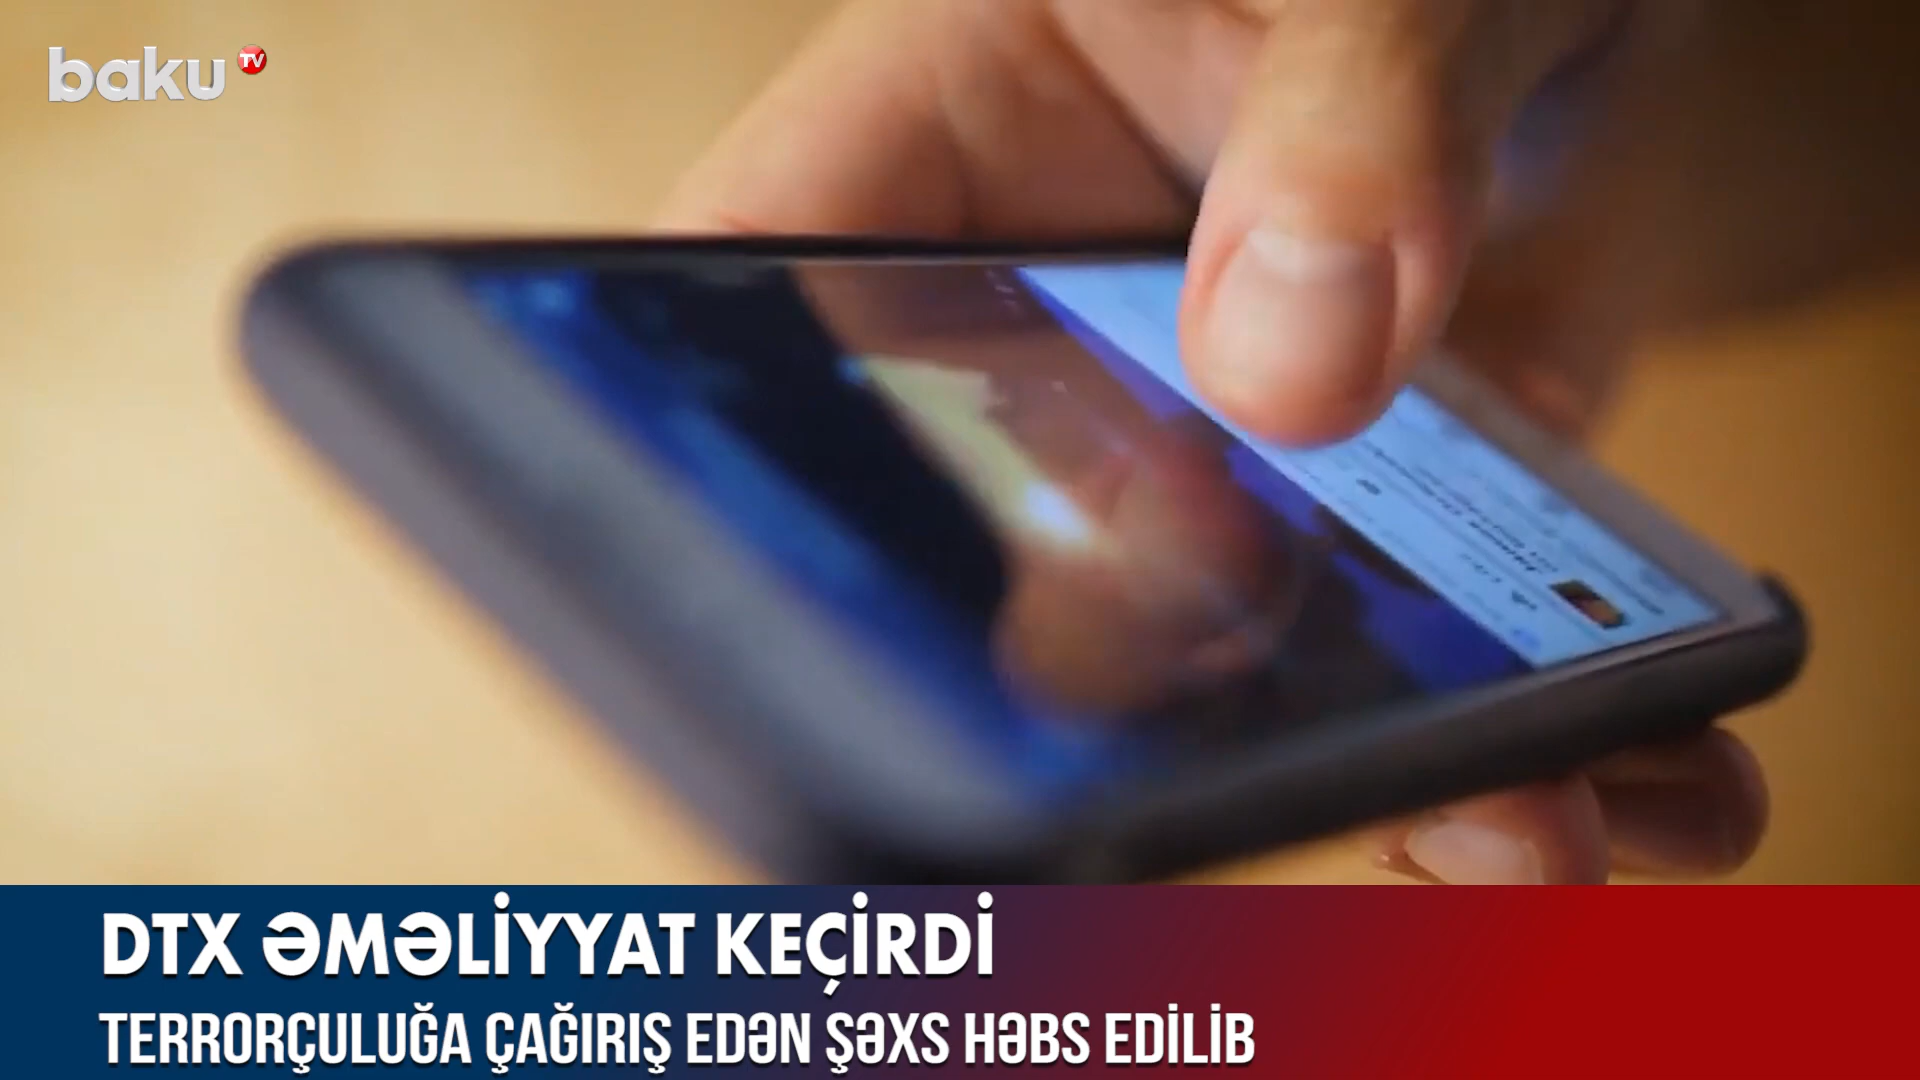 baku TV
DTX ƏMƏLİYYAT KEÇİRDİ
TERRORÇULUĞA ÇAĞIRIŞ EDƏN ŞƏXS HƏBS EDİLİB